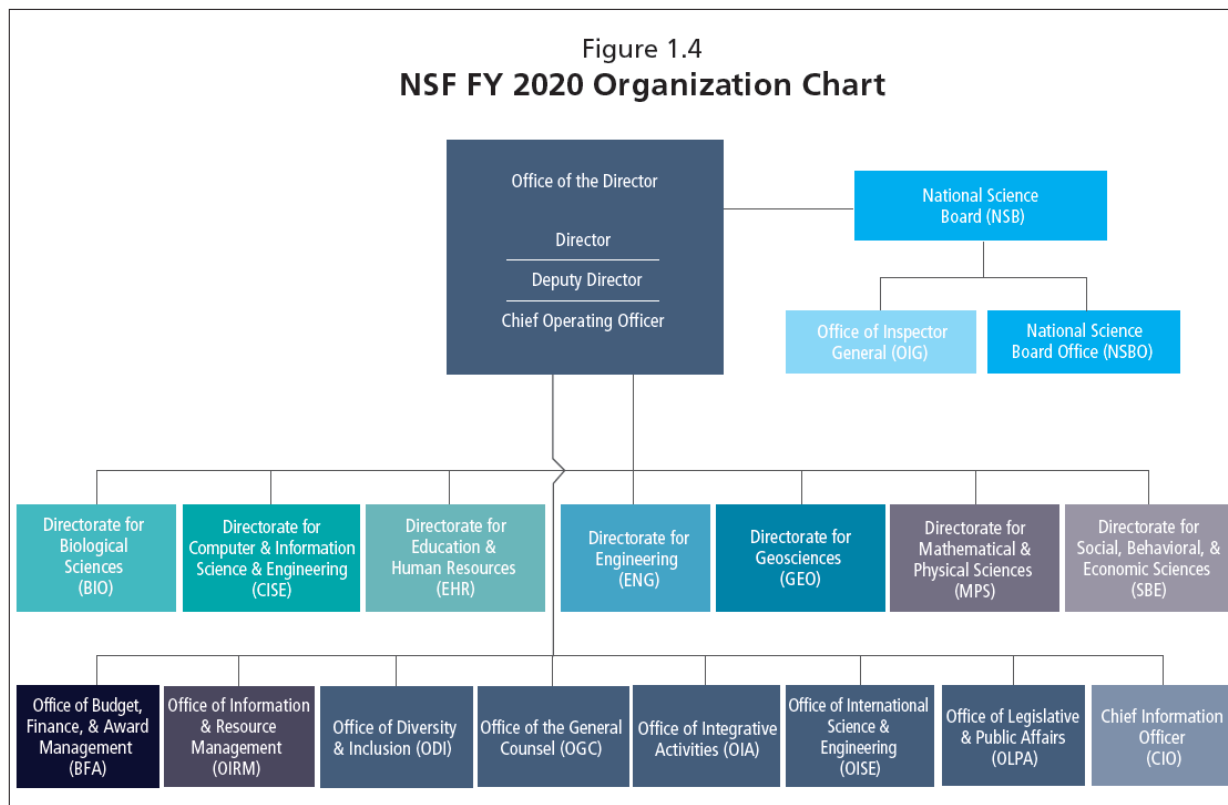 Figure 1.4
NSF FY 2020 Organization Chart
Office of the Director
Director
Deputy Director
Chief Operating Officer
National Science
Board (NSB)
Office of Inspector
General (OIG)
National Science
Board Office (NSBO)
Directorate for
Biological
Sciences
(BIO)
Directorate for
Computer & Information
Science & Engineering
(CISE)
Directorate for
Education &
Human Resources
(EHR)
Directorate for
Engineering
(ENG)
Directorate for
Geosciences
(GEO)
Directorate for
Mathematical &
Physical Sciences
(MPS)
Directorate for
Social, Behavioral, &
Economic Sciences
(SBE)
Office of Budget,
Finance, & Award
Management
(BFA)
Office of Information
& Resource
Management
(OIRM)
Office of Diversity
& Inclusion (ODI)
Office of the General
Counsel (OGC)
Office of Integrative
Activities (OIA)
Office of International
Science &
Engineering
(OISE)
Office of Legislative
& Public Affairs
(OLPA)
Chief Information
Officer
(CIO)